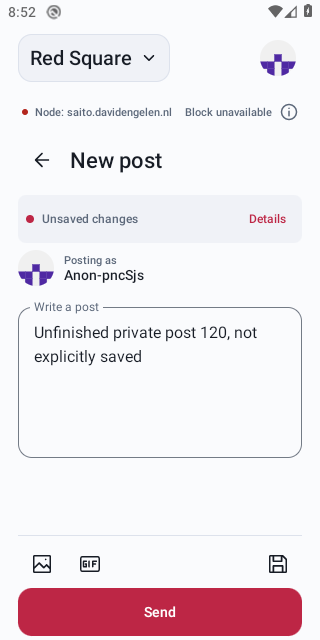 8:52
Red Square
Node: saito.davidengelen.nl Block unavailable
New post
Unsaved changes Details
Posting as
Anon-pncSjs
Write a post
Unfinished private post 120, not
explicitly saved
GIF
Send